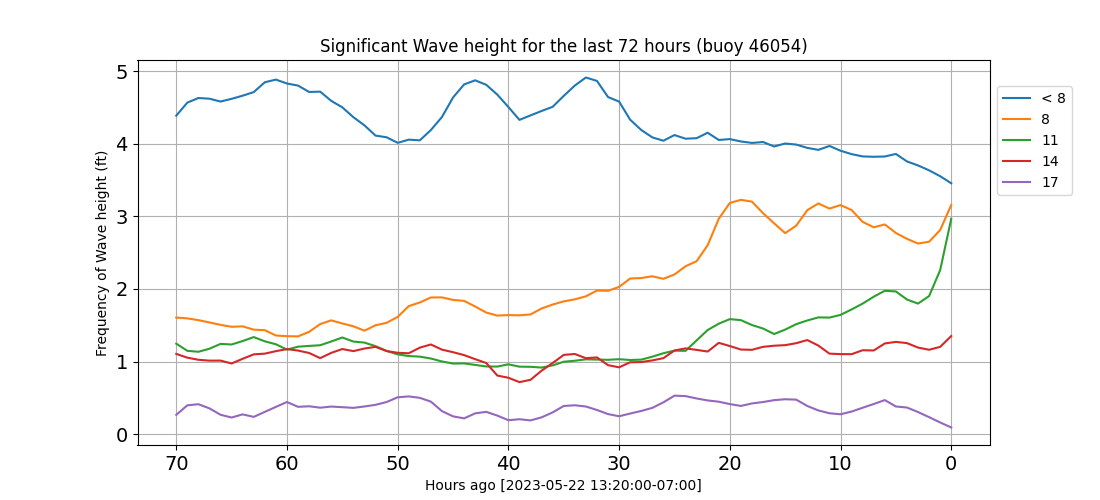 Significant Wave height for the last 72 hours (buoy 46054)
Frequency of Wave height (ft)
5
4
3
2
1
0
70 60 50 40 30 20 10 0
Hours ago [2023-05-22 13:20:00-07:00]
< 8
8
11
14
17